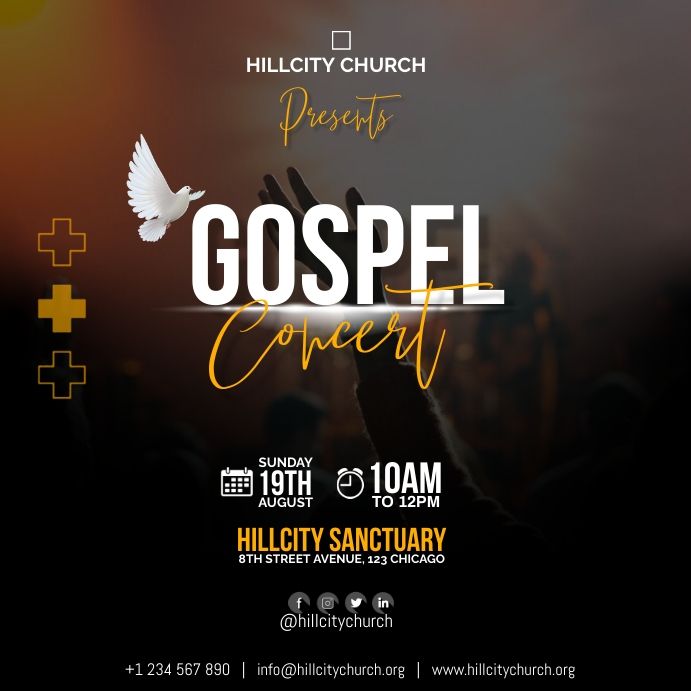 HILLCITY CHURCH
Presents
GOSPEL
Concert
SUNDAY
19TH
AUGUST
10AM
TO 12PM
HILLCITY SANCTUARY
8TH STREET AVENUE, 123 CHICAGO
@hillcitychurch
+1 234 567 890 | info@hillcitychurch.org | www.hillcitychurch.org